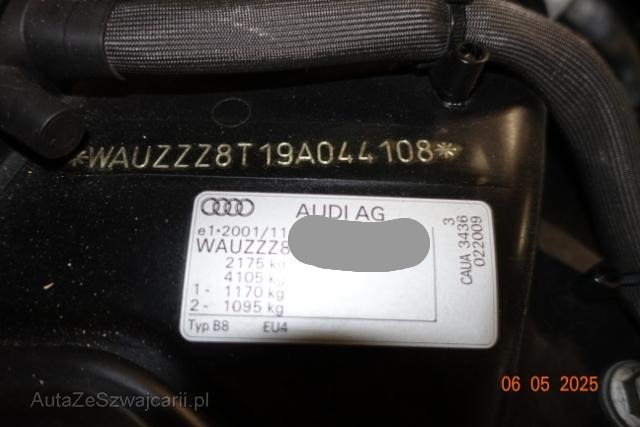 *WAUZZZ8T19A044108*
AUDI AG
e1*2001/11
WAUZZZ8
2175 kg
4105 kg
1- 1170 kg
2- 1095 kg
Typ B8 EU4
3
CAUA 3436
022009
06 05 2025
AutaZeSzwajcarii.pl